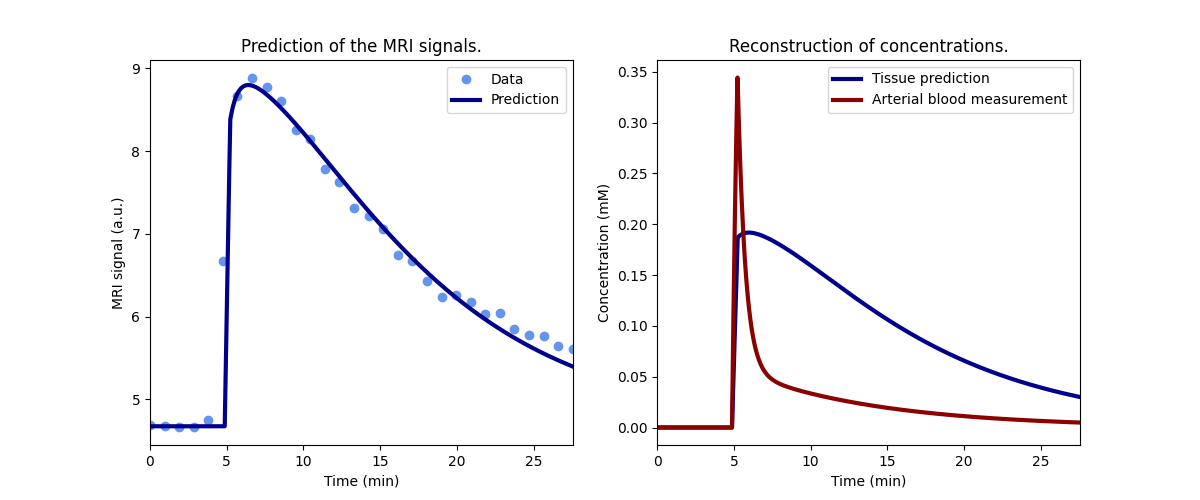 Prediction of the MRI signals.
MRI signal (a.u.)
9
8
7
6
5
0
5
10
15
20
25
Time (min)
Data
Prediction
Reconstruction of concentrations.
Concentration (mM)
0.35
0.30
0.25
0.20
0.15
0.10
0.05
0.00
0
5
10
15
20
25
Time (min)
Tissue prediction
Arterial blood measurement